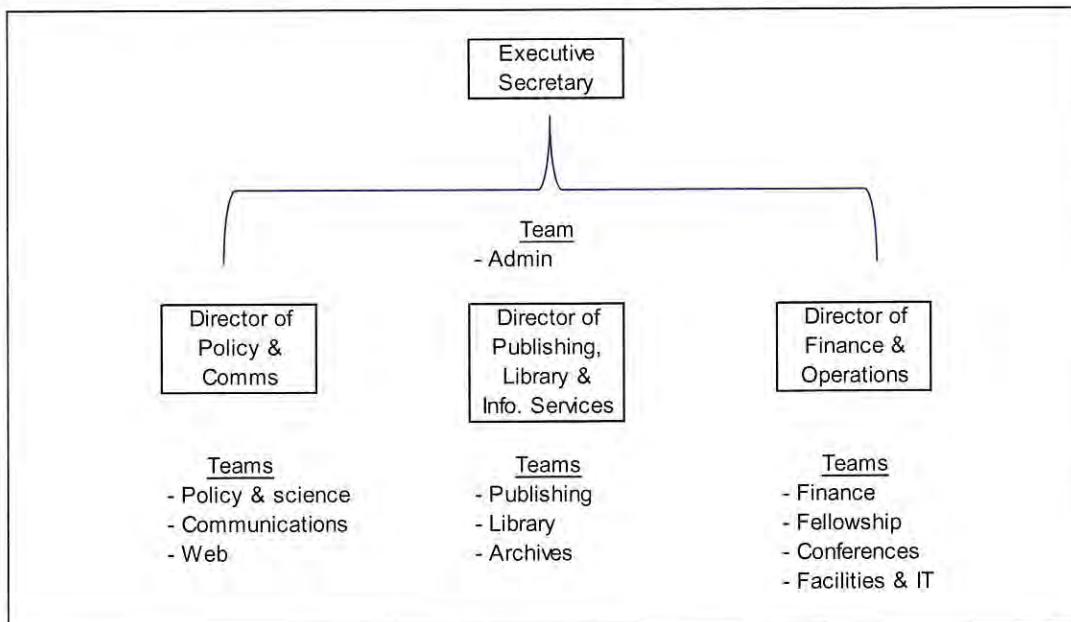 Executive
Secretary
Team
- Admin
Director of
Policy &
Comms
Director of
Publishing,
Library &
Info. Services
Director of
Finance &
Operations
Teams
- Policy & science
- Communications
- Web
Teams
- Publishing
- Library
- Archives
Teams
- Finance
- Fellowship
- Conferences
- Facilities & IT